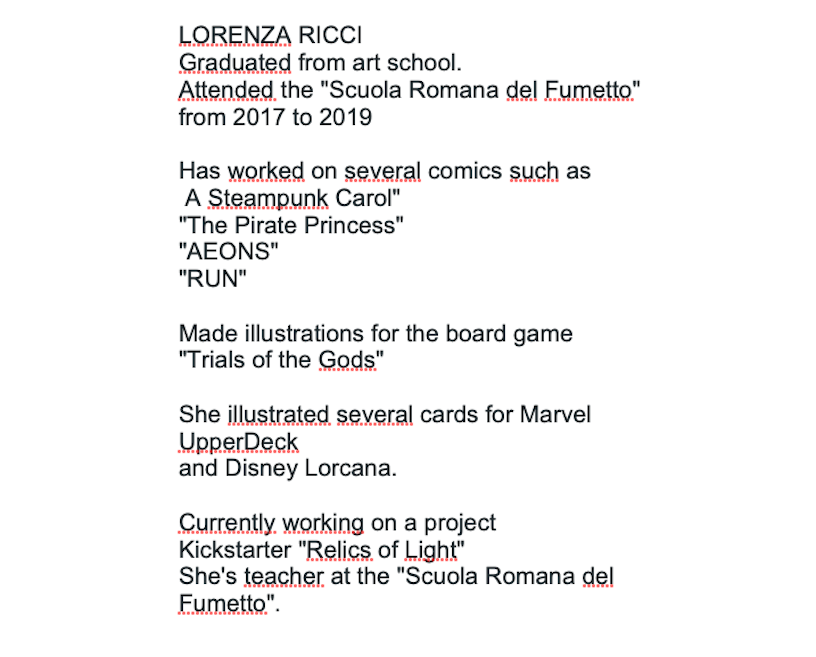 LORENZA RICCI
Graduated from art school.
Attended the "Scuola Romana del Fumetto"
from 2017 to 2019
Has worked on several comics such as
A Steampunk Carol"
"The Pirate Princess"
"AEONS"
"RUN"
Made illustrations for the board game
"Trials of the Gods"
She illustrated several cards for Marvel
UpperDeck
and Disney Lorcana.
Currently working on a project
Kickstarter "Relics of Light"
She's teacher at the "Scuola Romana del
Fumetto".